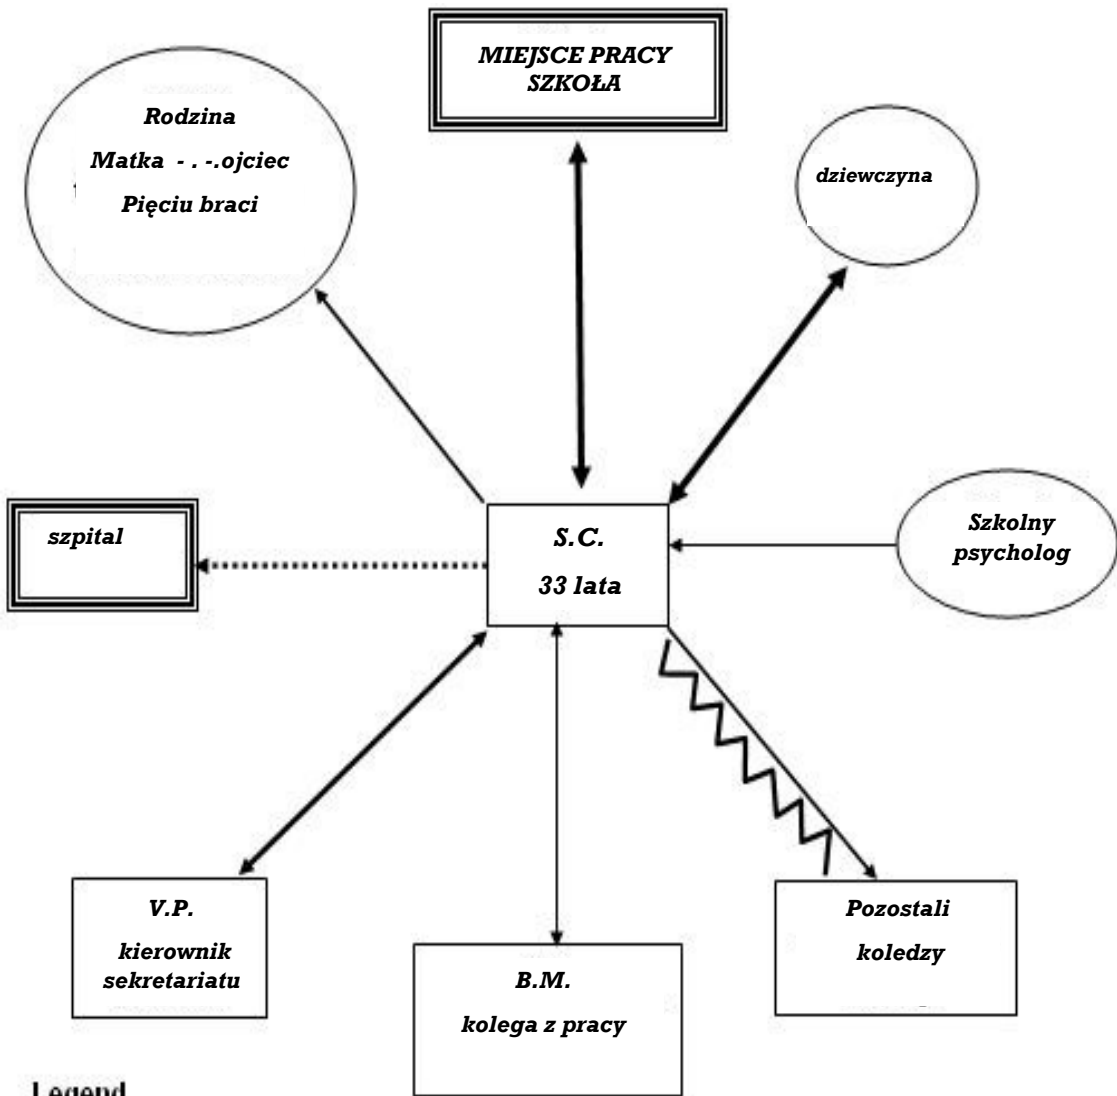 MIEJSCE PRACY
SZKOŁA
Rodzina
Matka - . -.ojciec
Pięciu braci
dziewczyna
szpital
S.C.
33 lata
Szkolny
psycholog
V.P.
kierownik
sekretariatu
B.M.
kolega z pracy
Pozostali
koledzy
Legend